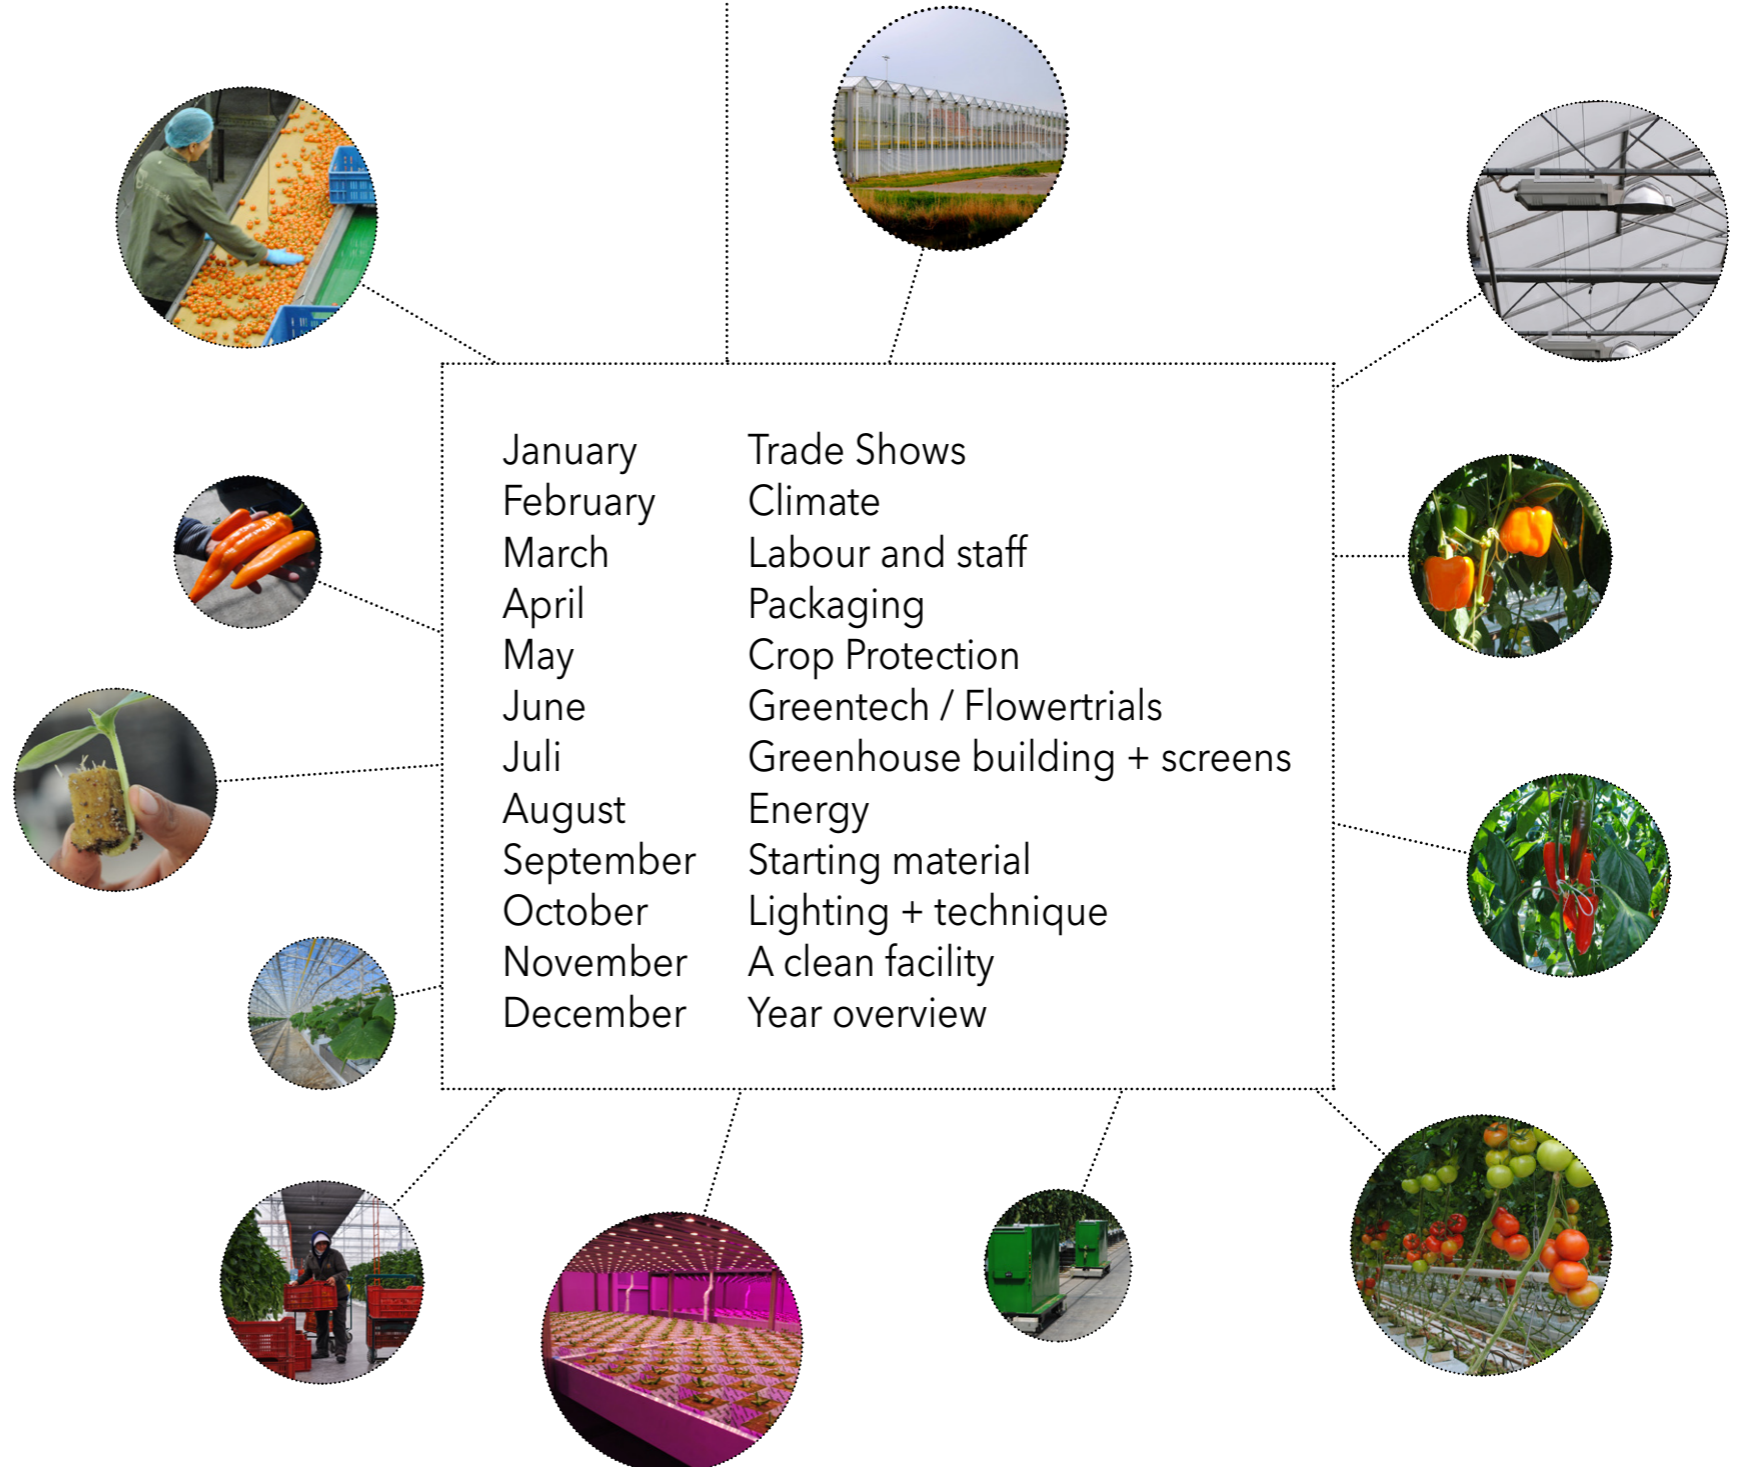 January Trade Shows
February Climate
March Labour and staff
April Packaging
May Crop Protection
June Greentech / Flowertrials
Juli Greenhouse building + screens
August Energy
September Starting material
October Lighting + technique
November A clean facility
December Year overview